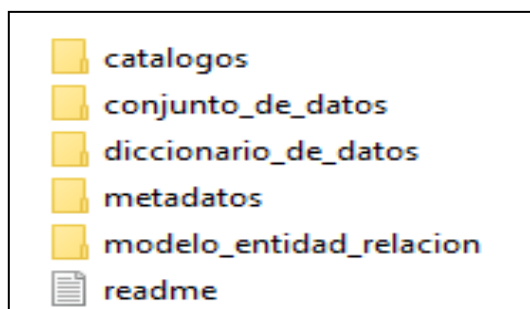 catalogos
conjunto_de_datos
diccionario_de_datos
metadatos
modelo_entidad_relacion
readme